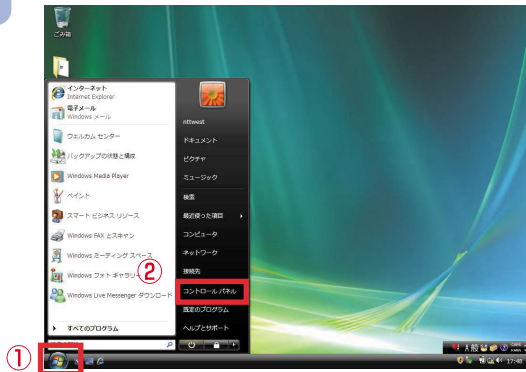 ごみ箱
インターネット
Internet Explorer
電子メール
Windows メール
ウェルカム センター
バックアップの状態と構成
Windows Media Player
ペイント
スマート ビジネス リソース
Windows FAX とスキャン
Windows ミーティング スペース
Windows フォト ギャラリー
Windows Live Messenger ダウンロード
すべてのプログラム
nttwest
ドキュメント
ピクチャ
ミュージック
検索
最近使った項目
コンピュータ
ネットワーク
接続先
②
コントロール パネル
既定のプログラム
ヘルプとサポート
①
A 般
KANA
17:48